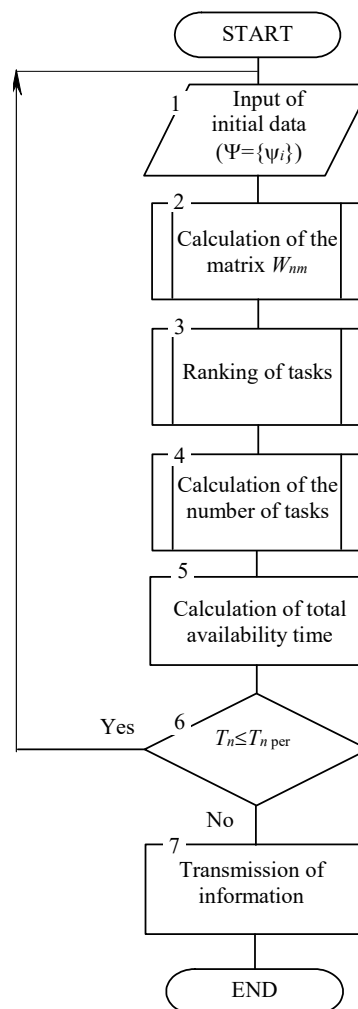 START
1
Input of
initial data
(Ψ={ψi})
2
Calculation of the
matrix Wnm
3
Ranking of tasks
4
Calculation of the
number of tasks
5
Calculation of total
availability time
6
Yes
Tn≤Tn per
No
7
Transmission of
information
END